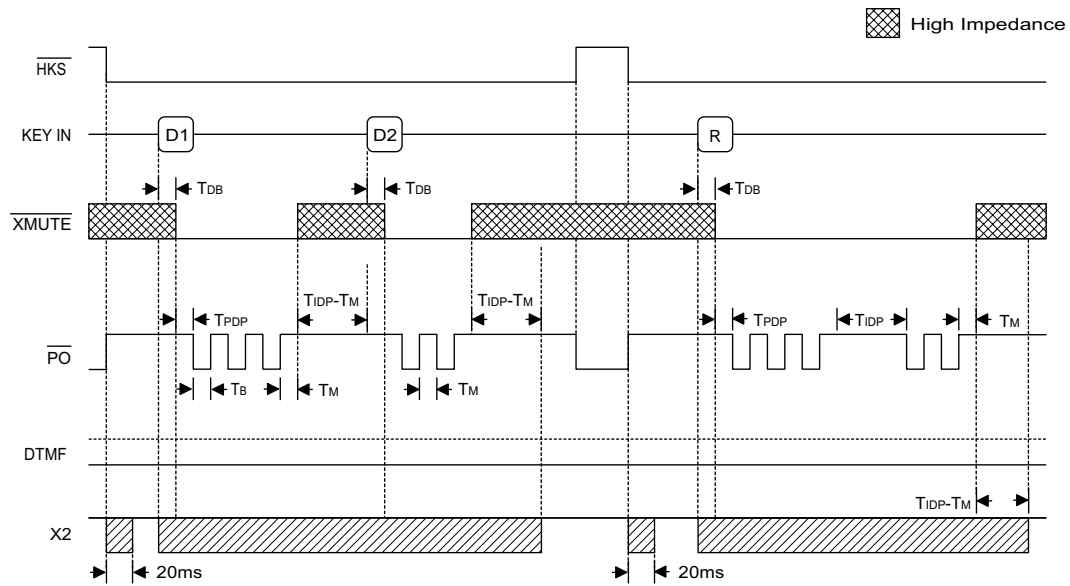 High Impedance
HKS
KEY IN D1 D2 R
TDB TDB TDB
XMUTE
TIDP-TM TIDP-TM
TPDP TPDP TIDP TM
PO
TB TM TM
DTMF
TIDP-TM
X2
20ms 20ms